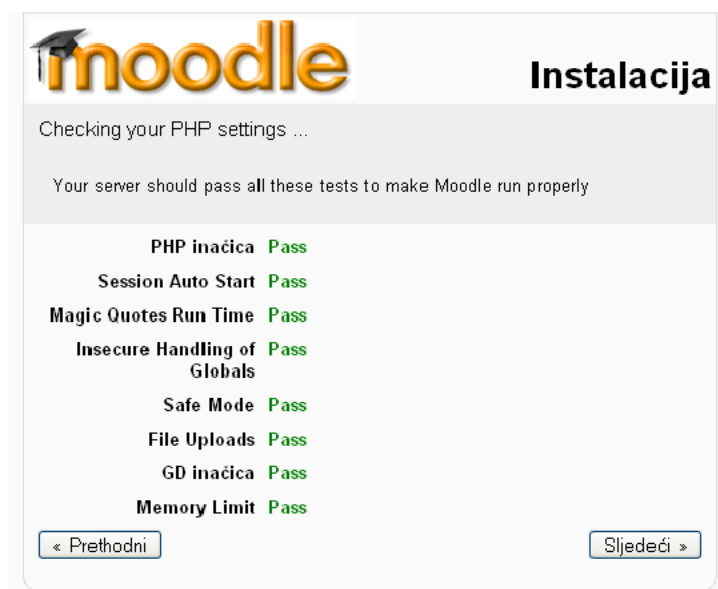 moodle
Instalacija
Checking your PHP settings ...
Your server should pass all these tests to make Moodle run properly
PHP inačica Pass
Session Auto Start Pass
Magic Quotes Run Time Pass
Insecure Handling of Pass
Globals
Safe Mode Pass
File Uploads Pass
GD inačica Pass
Memory Limit Pass
« Prethodni
Sljedeći »